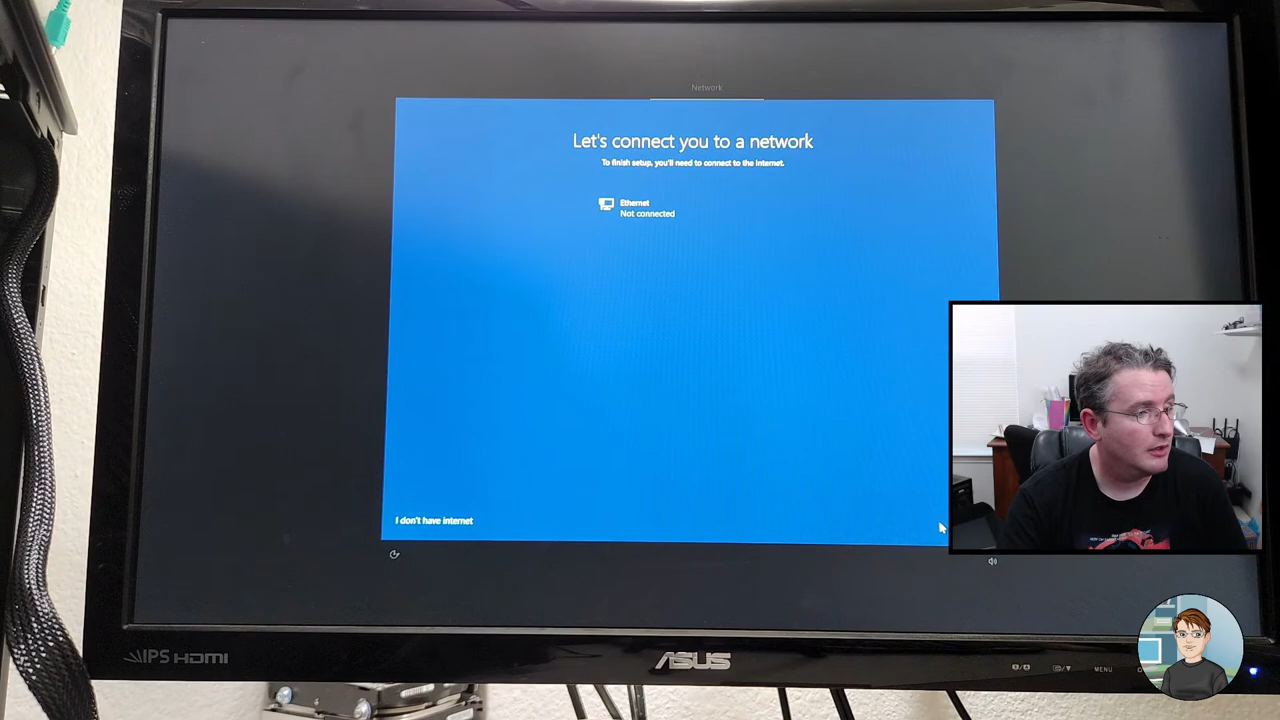 Network
Let's connect you to a network
To finish setup, you'll need to connect to the Internet.
Ethernet
Not connected
I don't have internet
IPS HDMI
ASUS
MENU